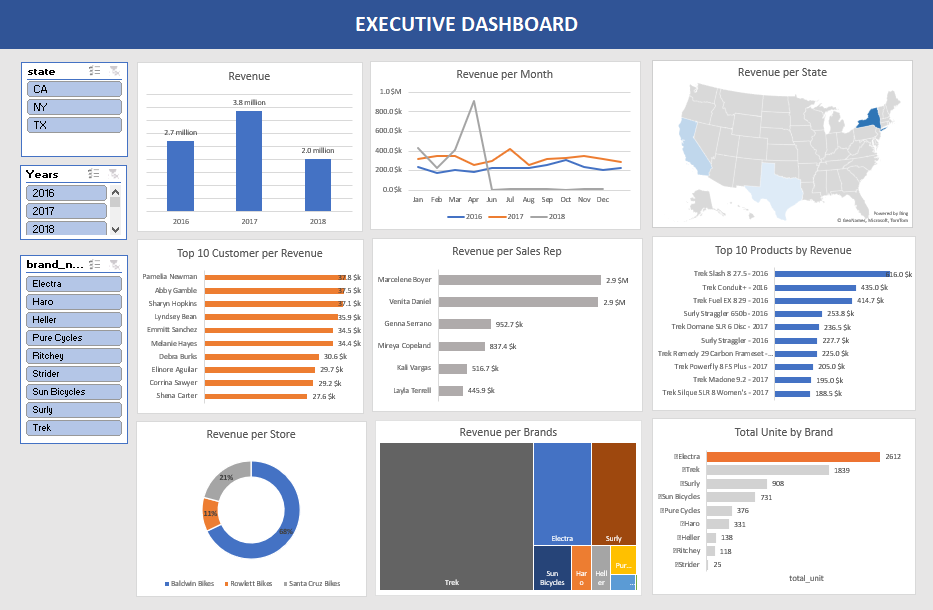 EXECUTIVE DASHBOARD
state
CA
NY
TX
Years
2016
2017
2018
brand_n...
Electra
Haro
Heller
Pure Cycles
Ritchey
Strider
Sun Bicycles
Surly
Trek
Revenue
3.8 million
2.7 million
2.0 million
2016 2017 2018
Revenue per Month
1.0 $M
800.0 $k
600.0 $k
400.0 $k
200.0 $k
0.0 $k
Jan Feb Mar Apr Jun Jul Aug Sep Oct Nov Dec
2016 2017 2018
Revenue per State
Powered by Bing
© GeoNames, Microsoft, TomTom
Top 10 Customer per Revenue
Pamelia Newman 37.8 $k
Abby Gamble 37.5 $k
Sharyn Hopkins 37.1 $k
Lyndsey Bean 35.9 $k
Emmitt Sanchez 34.5 $k
Melanie Hayes 34.4 $k
Debra Burks 30.6 $k
Elinore Aguilar 29.7 $k
Corrina Sawyer 29.2 $k
Shena Carter 27.6 $k
Revenue per Sales Rep
Marcelene Boyer 2.9 $M
Venita Daniel 2.9 $M
Genna Serrano 952.7 $k
Mireya Copeland 837.4 $k
Kali Vargas 516.7 $k
Layla Terrell 445.9 $k
Top 10 Products by Revenue
Trek Slash 8 27.5 - 2016 616.0 $k
Trek Conduit+ - 2016 435.0 $k
Trek Fuel EX 8 29 - 2016 414.7 $k
Surly Straggler 650b - 2016 253.8 $k
Trek Domane SLR 6 Disc - 2017 236.5 $k
Surly Straggler - 2016 227.7 $k
Trek Remedy 29 Carbon Frameset -... 225.0 $k
Trek Powerfly 8 FS Plus - 2017 205.0 $k
Trek Madone 9.2 - 2017 195.0 $k
Trek Silque SLR 8 Women's - 2017 188.5 $k
Revenue per Store
21%
11%
68%
Baldwin Bikes Rowlett Bikes Santa Cruz Bikes
Revenue per Brands
Trek
Electra
Surly
Sun
Bicycles
Har
o
Hell
er
Pur...
...
Total Unite by Brand
Electra 2612
Trek 1839
Surly 908
Sun Bicycles 731
Pure Cycles 376
Haro 331
Heller 138
Ritchey 118
Strider 25
total_unit